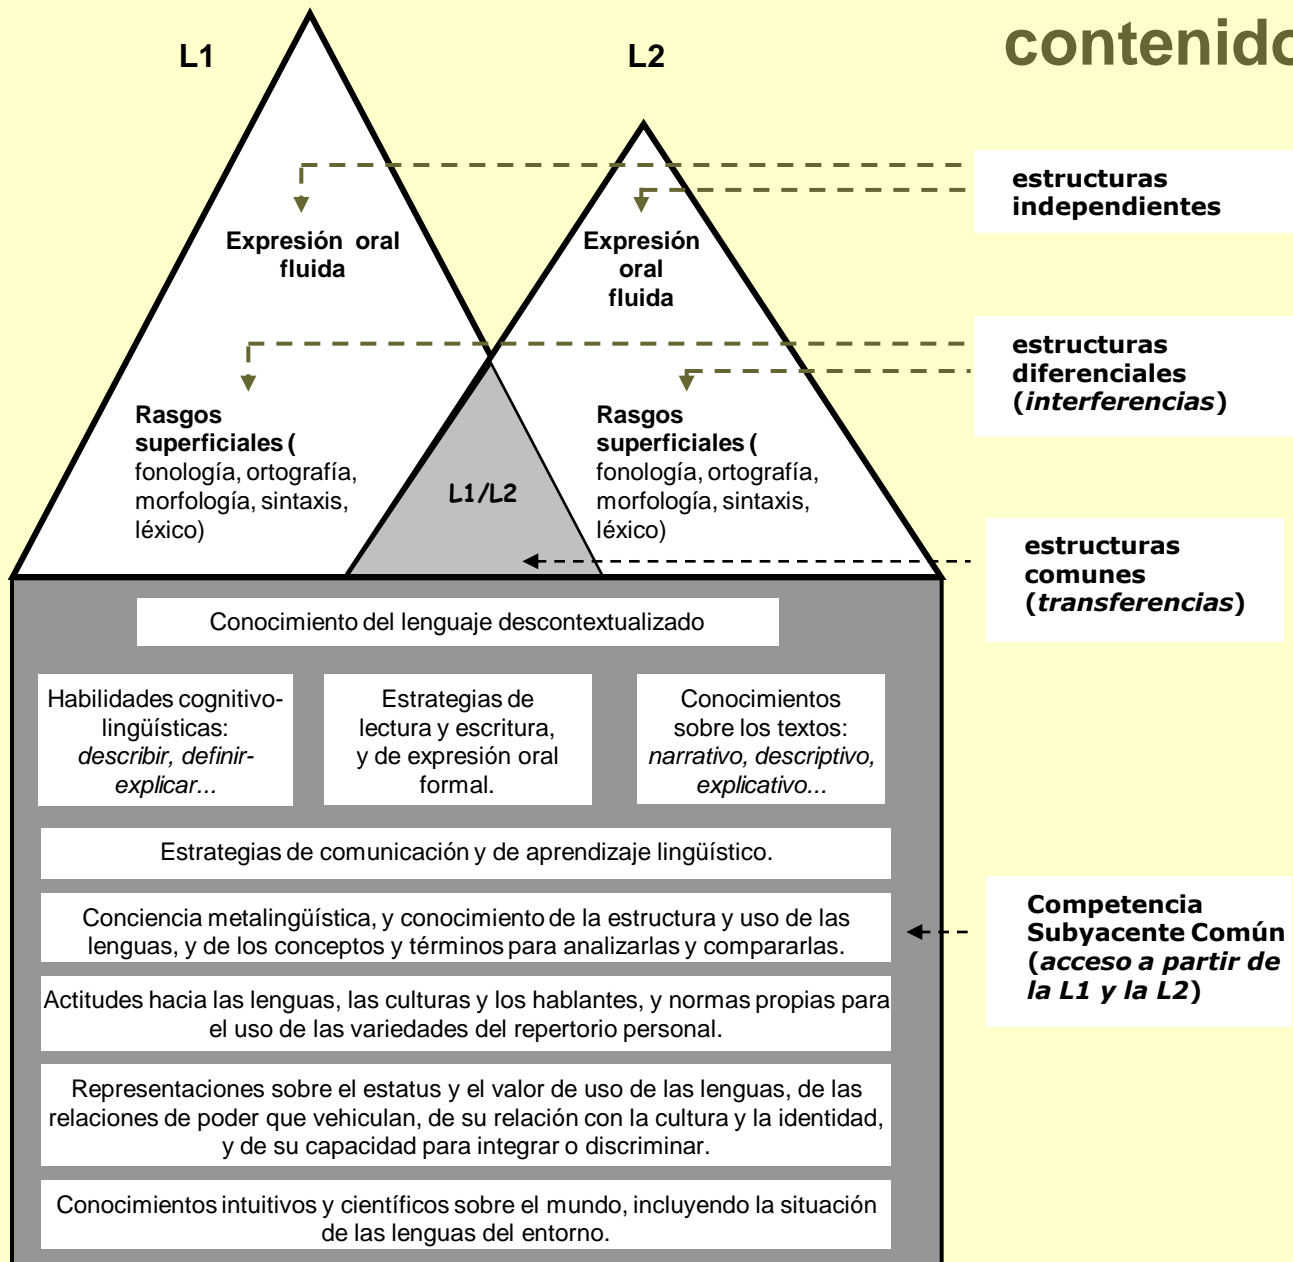 contenido
L1
L2
estructuras
independientes
Expresión oral
fluida
Expresión
oral
fluida
estructuras
diferenciales
(interferencias)
Rasgos
superficiales (
fonología, ortografía,
morfología, sintaxis,
léxico)
L1/L2
Rasgos
superficiales (
fonología, ortografía,
morfología, sintaxis,
léxico)
estructuras
comunes
(transferencias)
Conocimiento del lenguaje descontextualizado
Habilidades cognitivo-
lingüísticas:
describir, definir-
explicar...
Estrategias de
lectura y escritura,
y de expresión oral
formal.
Conocimientos
sobre los textos:
narrativo, descriptivo,
explicativo...
Estrategias de comunicación y de aprendizaje lingüístico.
Conciencia metalingüística, y conocimiento de la estructura y uso de las
lenguas, y de los conceptos y términos para analizarlas y compararlas.
Competencia
Subyacente Común
(acceso a partir de
la L1 y la L2)
Actitudes hacia las lenguas, las culturas y los hablantes, y normas propias para
el uso de las variedades del repertorio personal.
Representaciones sobre el estatus y el valor de uso de las lenguas, de las
relaciones de poder que vehiculan, de su relación con la cultura y la identidad,
y de su capacidad para integrar o discriminar.
Conocimientos intuitivos y científicos sobre el mundo, incluyendo la situación
de las lenguas del entorno.